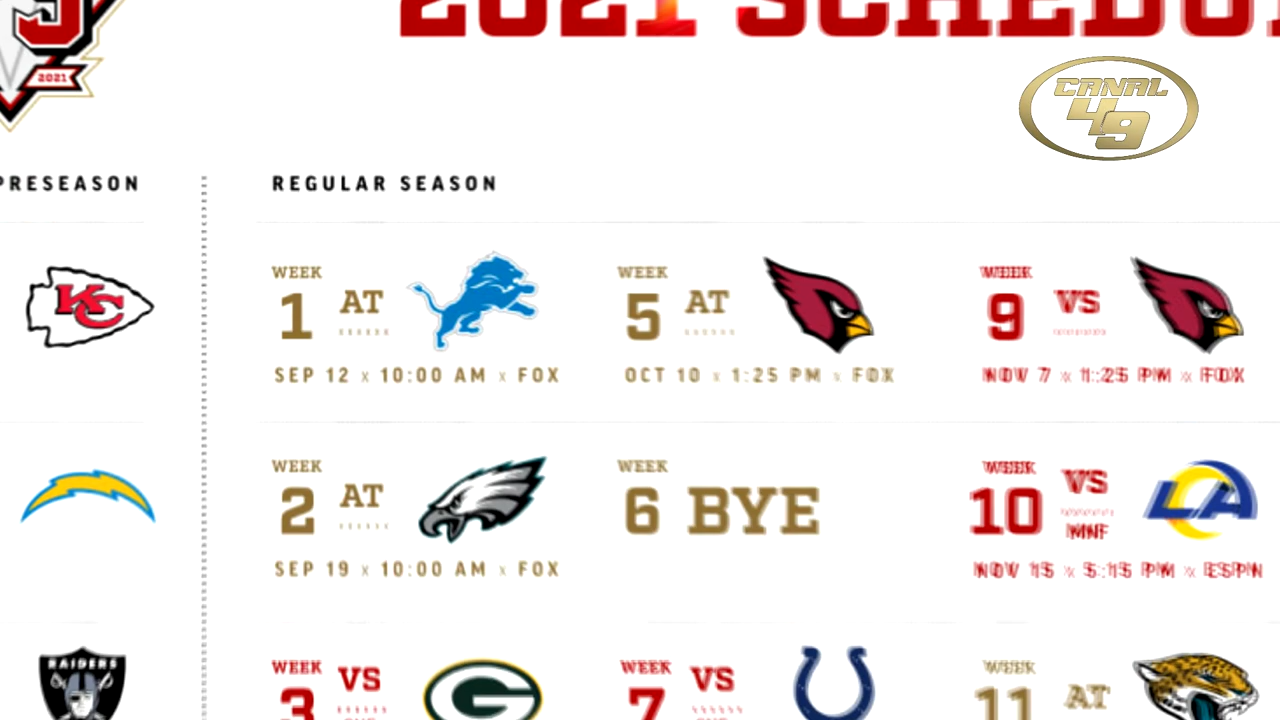 2021 SCHEDU
2021
CANAL
49
PRESEASON
REGULAR SEASON
KC
WEEK
1 AT
SEP 12 x 10:00 AM x FOX
WEEK
5 AT
OCT 10 x 1:25 PM x FOX
WEEK
9 VS
NOV 7 x 1:25 PM x FOX
WEEK
2 AT
SEP 19 x 10:00 AM x FOX
WEEK
6 BYE
WEEK
10 VS
MNF
LA
NOV 15 x 5:15 PM x ESPN
RAIDERS
WEEK
3 VS
G
WEEK
7 VS
WEEK
11 AT